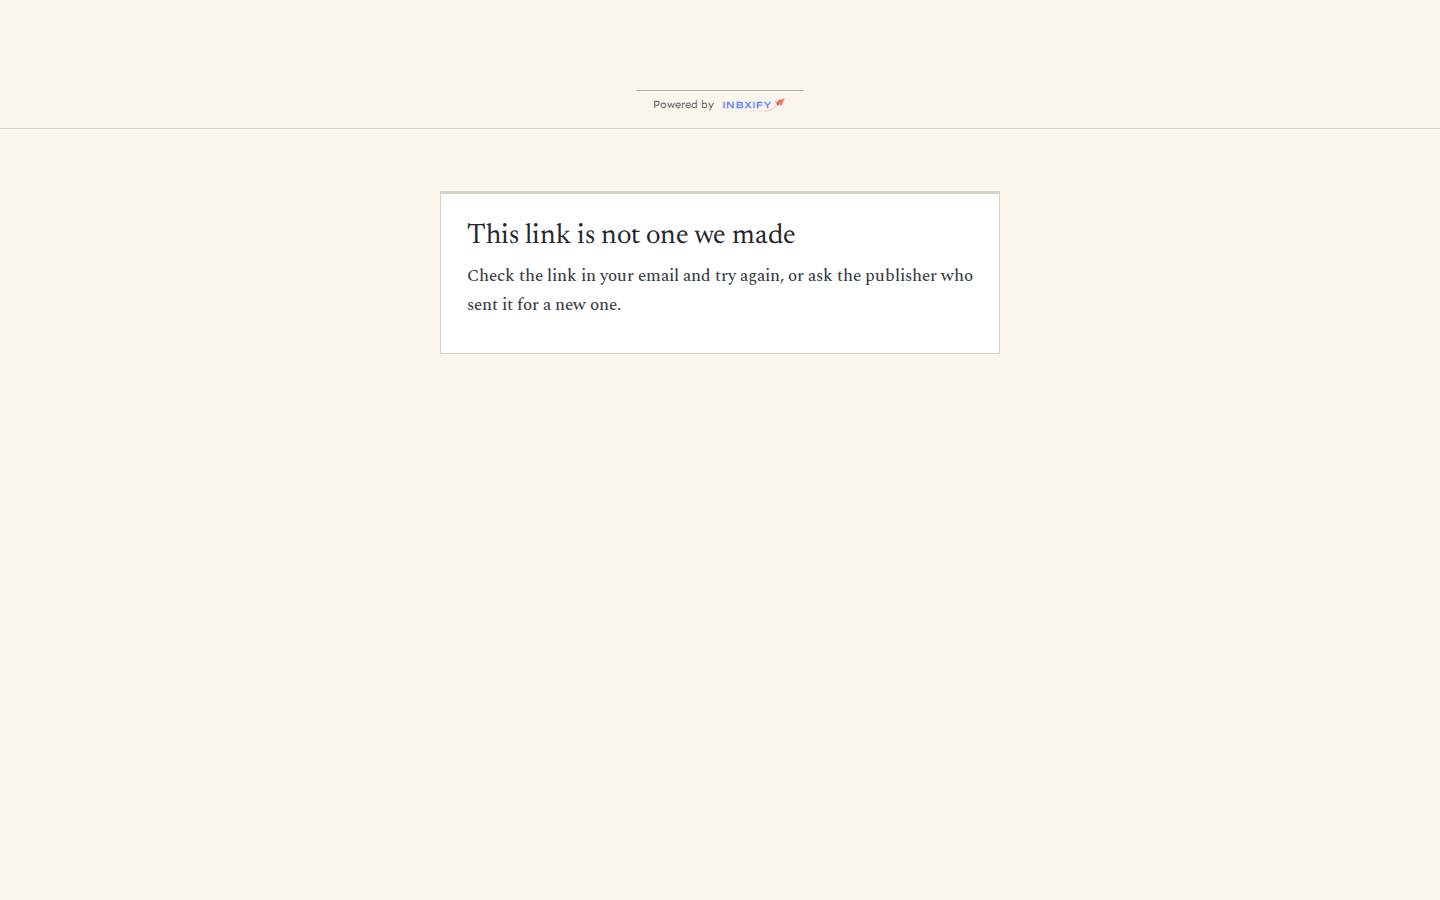 Powered by INBXIFY
This link is not one we made
Check the link in your email and try again, or ask the publisher who
sent it for a new one.